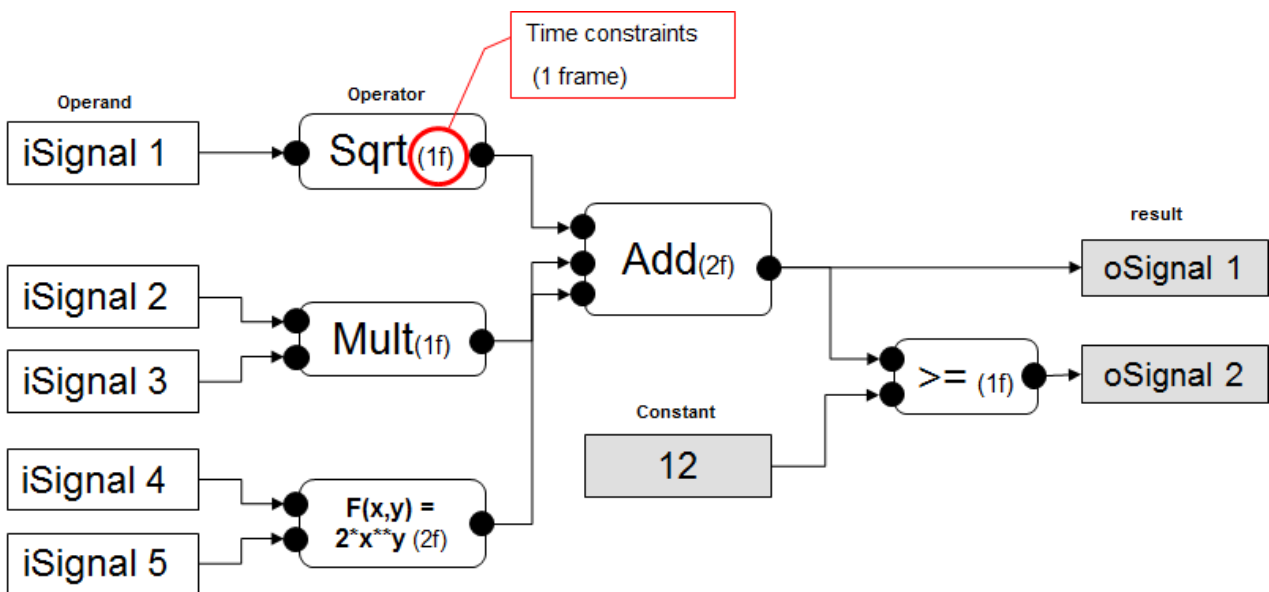 Time constraints
(1 frame)
Operand
Operator
iSignal 1
Sqrt(1f)
result
Add(2f)
oSignal 1
iSignal 2
Mult(1f)
iSignal 3
>= (1f)
oSignal 2
Constant
12
iSignal 4
F(x,y) =
2*x**y (2f)
iSignal 5